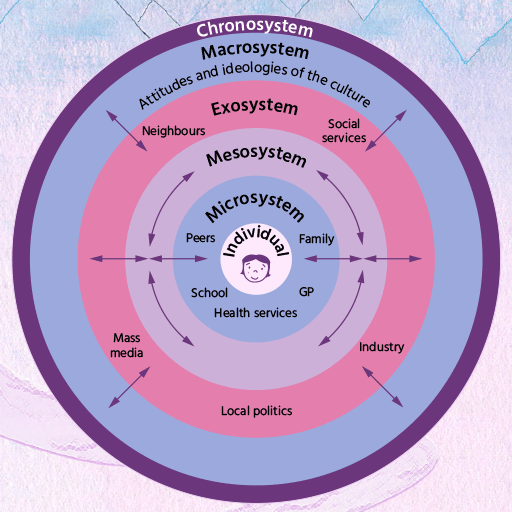 Chronosystem
Macrosystem
Attitudes and ideologies of the culture
Exosystem
Neighbours
Social
services
Mesosystem
Microsystem
Peers
Individual
Family
School
GP
Health services
Mass
media
Industry
Local politics